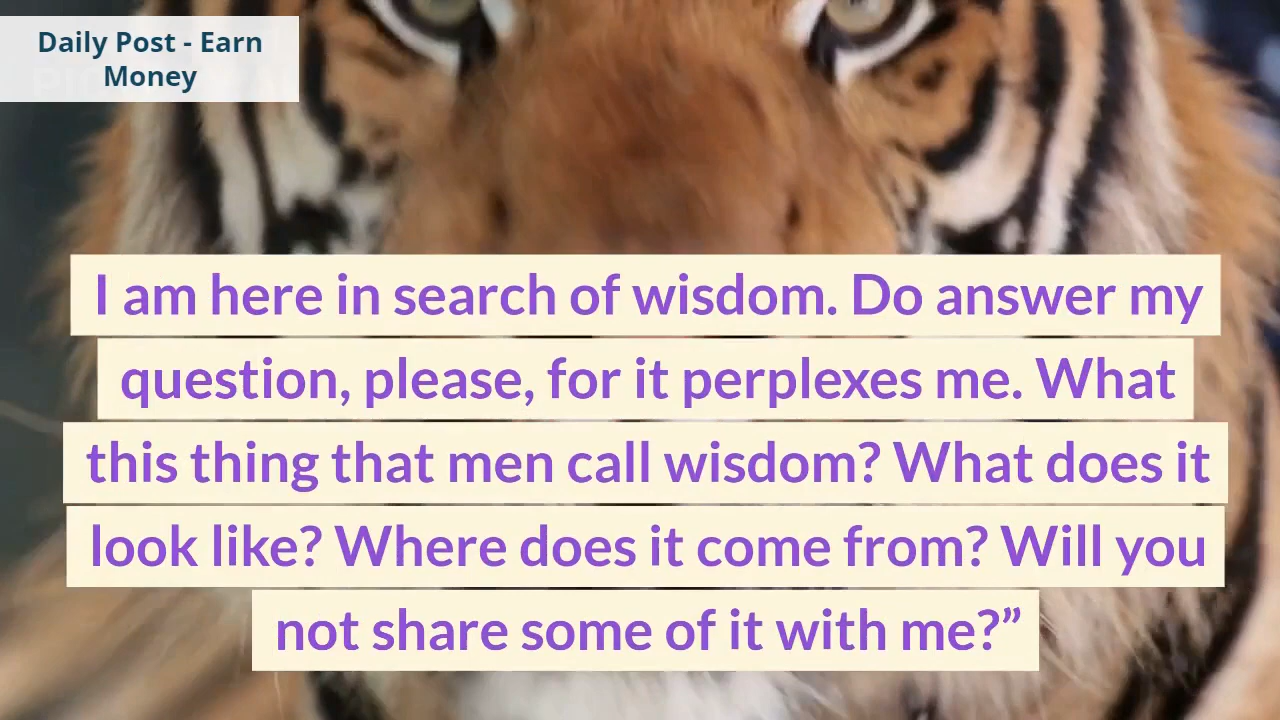 Daily Post - Earn
Money
I am here in search of wisdom. Do answer my
question, please, for it perplexes me. What
this thing that men call wisdom? What does it
look like? Where does it come from? Will you
not share some of it with me?”